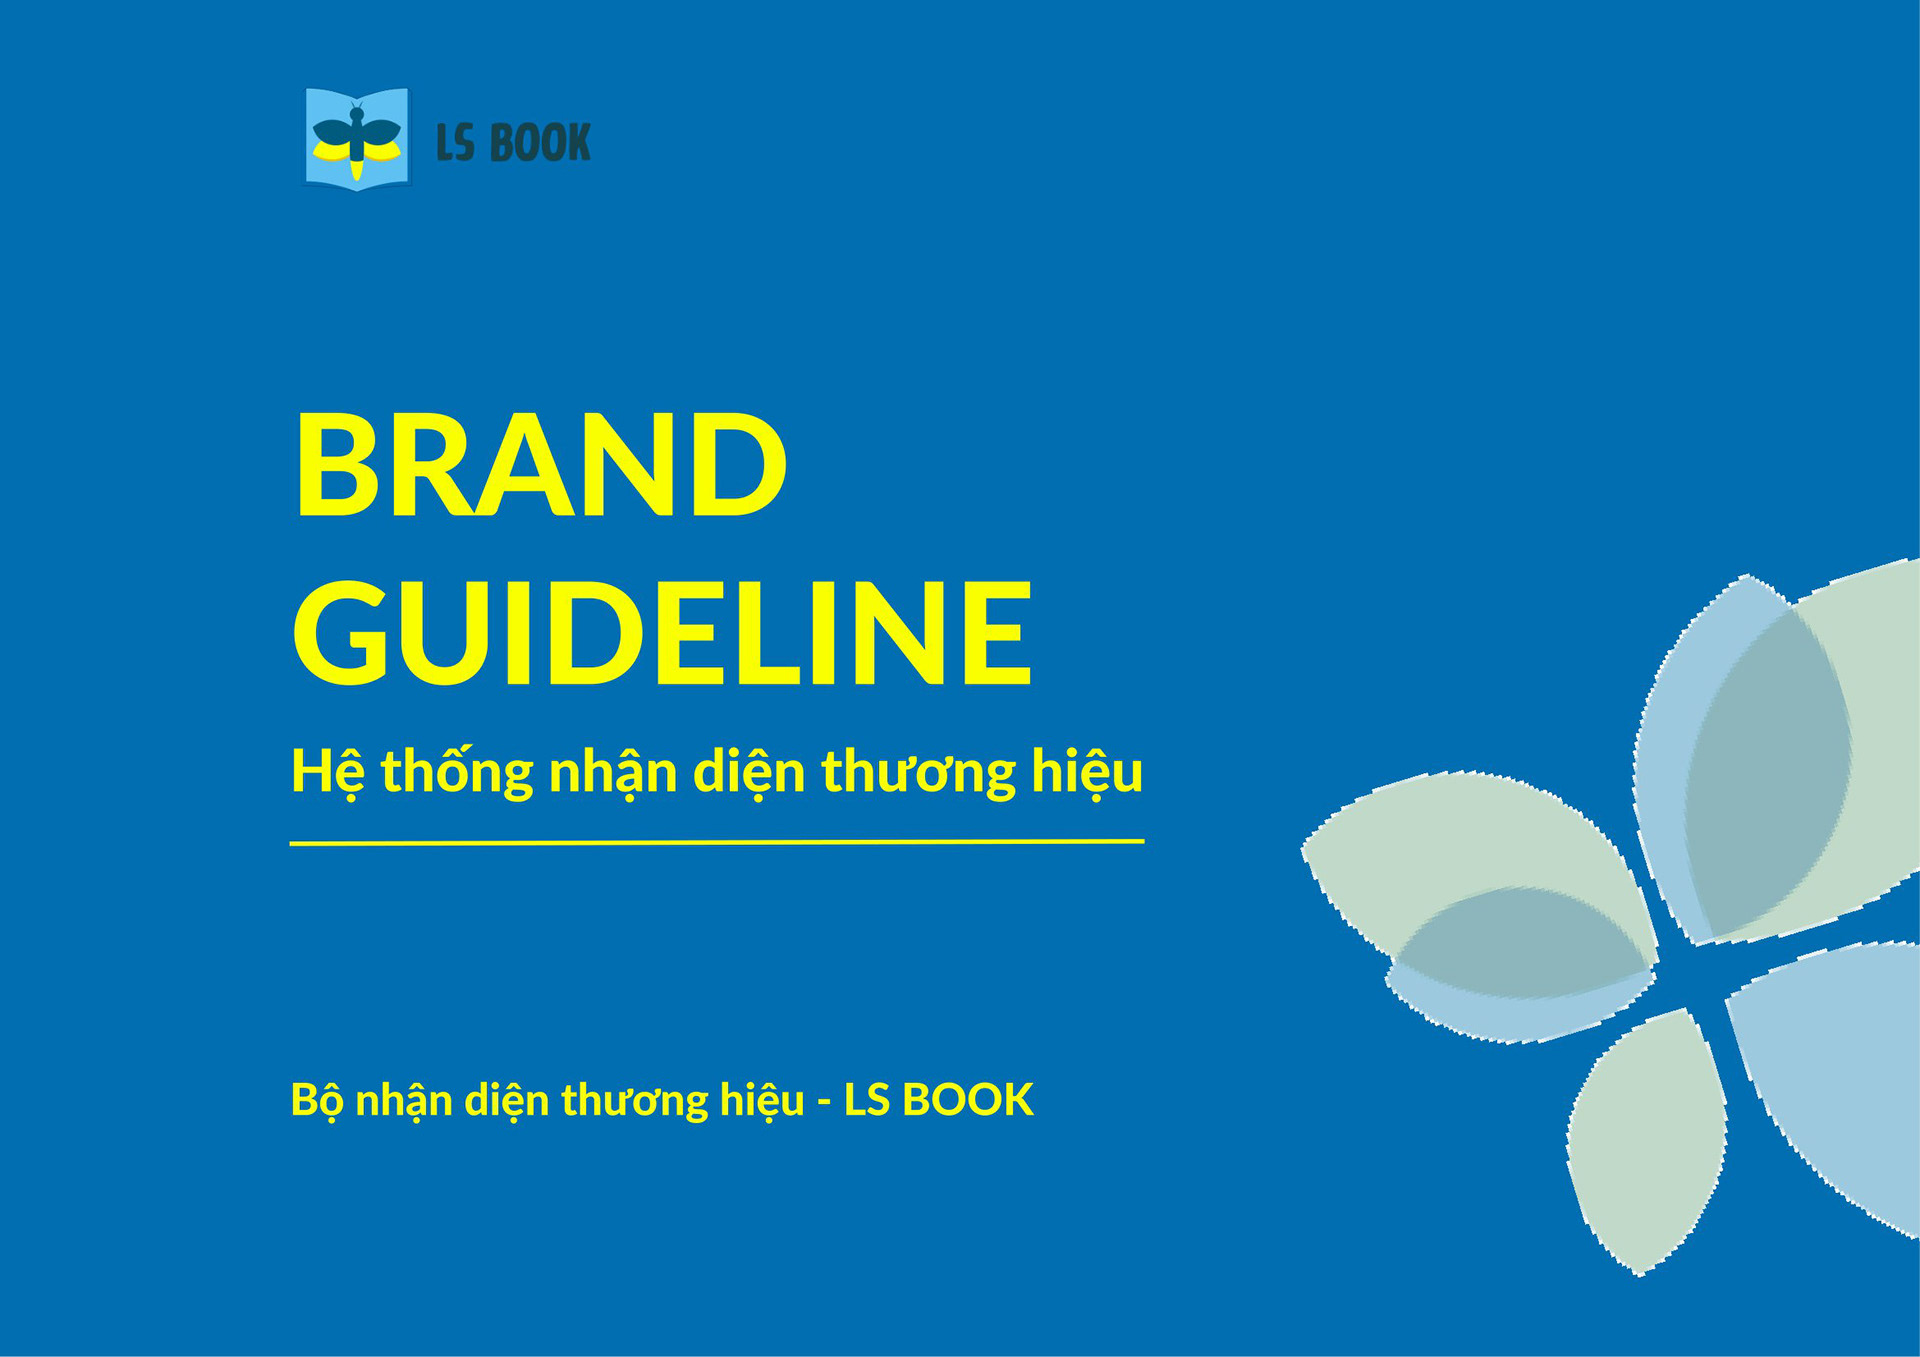 LS BOOK
BRAND
GUIDELINE
Hệ thống nhận diện thương hiệu
Bộ nhận diện thương hiệu - LS BOOK